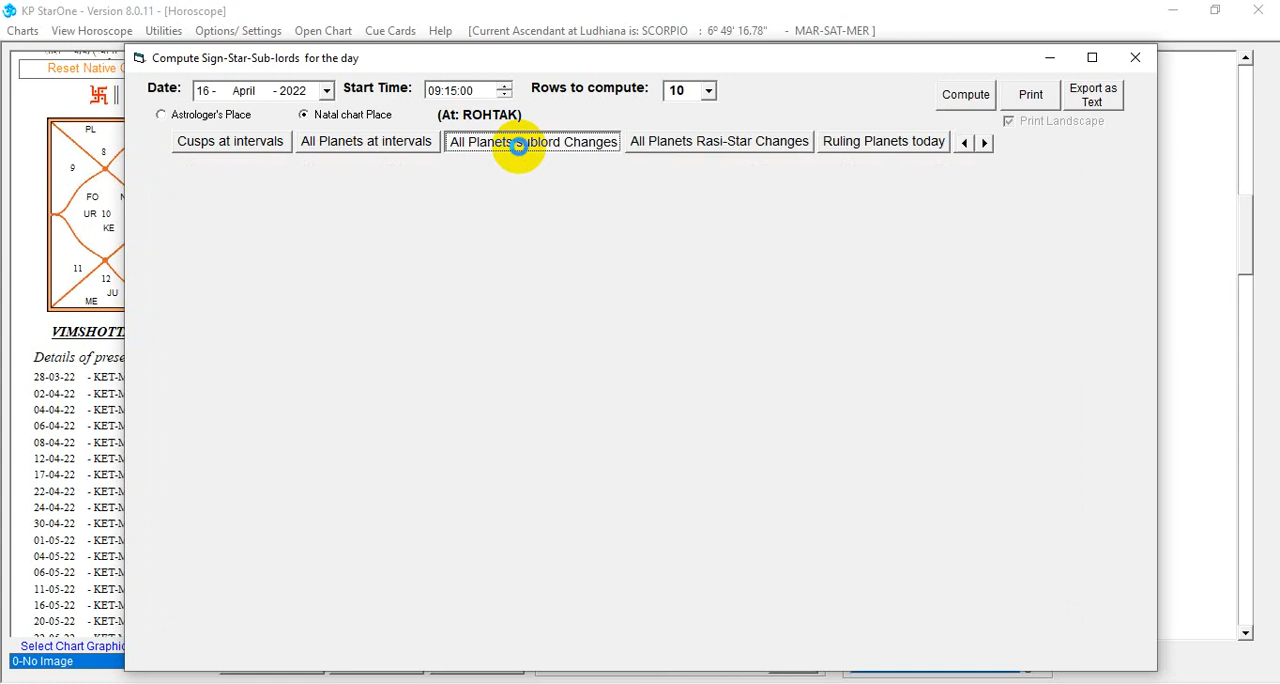 KP StarOne - Version 8.0.11 - [Horoscope]
Charts View Horoscope Utilities Options/ Settings Open Chart Cue Cards Help [Current Ascendant at Ludhiana is: SCORPIO : 6º 49' 16.78" - MAR-SAT-MER ]
Reset Native
Compute Sign-Star-Sub-lords for the day
Date: 16 - April - 2022 Start Time: 09:15:00 Rows to compute: 10 Compute Print Export as Text
Astrologer's Place Natal chart Place (At: ROHTAK) Print Landscape
Cusps at intervals All Planets at intervals All Planets Sublord Changes All Planets Rasi-Star Changes Ruling Planets today
卐 ||
PL
8
9
FO
UR 10
KE
11
12
JU
ME
VIMSHOTT
Details of prese
28-03-22 - KET-M
02-04-22 - KET-M
04-04-22 - KET-M
06-04-22 - KET-M
08-04-22 - KET-M
12-04-22 - KET-M
17-04-22 - KET-M
22-04-22 - KET-M
24-04-22 - KET-M
30-04-22 - KET-M
01-05-22 - KET-M
04-05-22 - KET-M
06-05-22 - KET-M
11-05-22 - KET-M
16-05-22 - KET-M
20-05-22 - KET-M
22-05-22 - KET-M
Select Chart Graphic
0-No Image